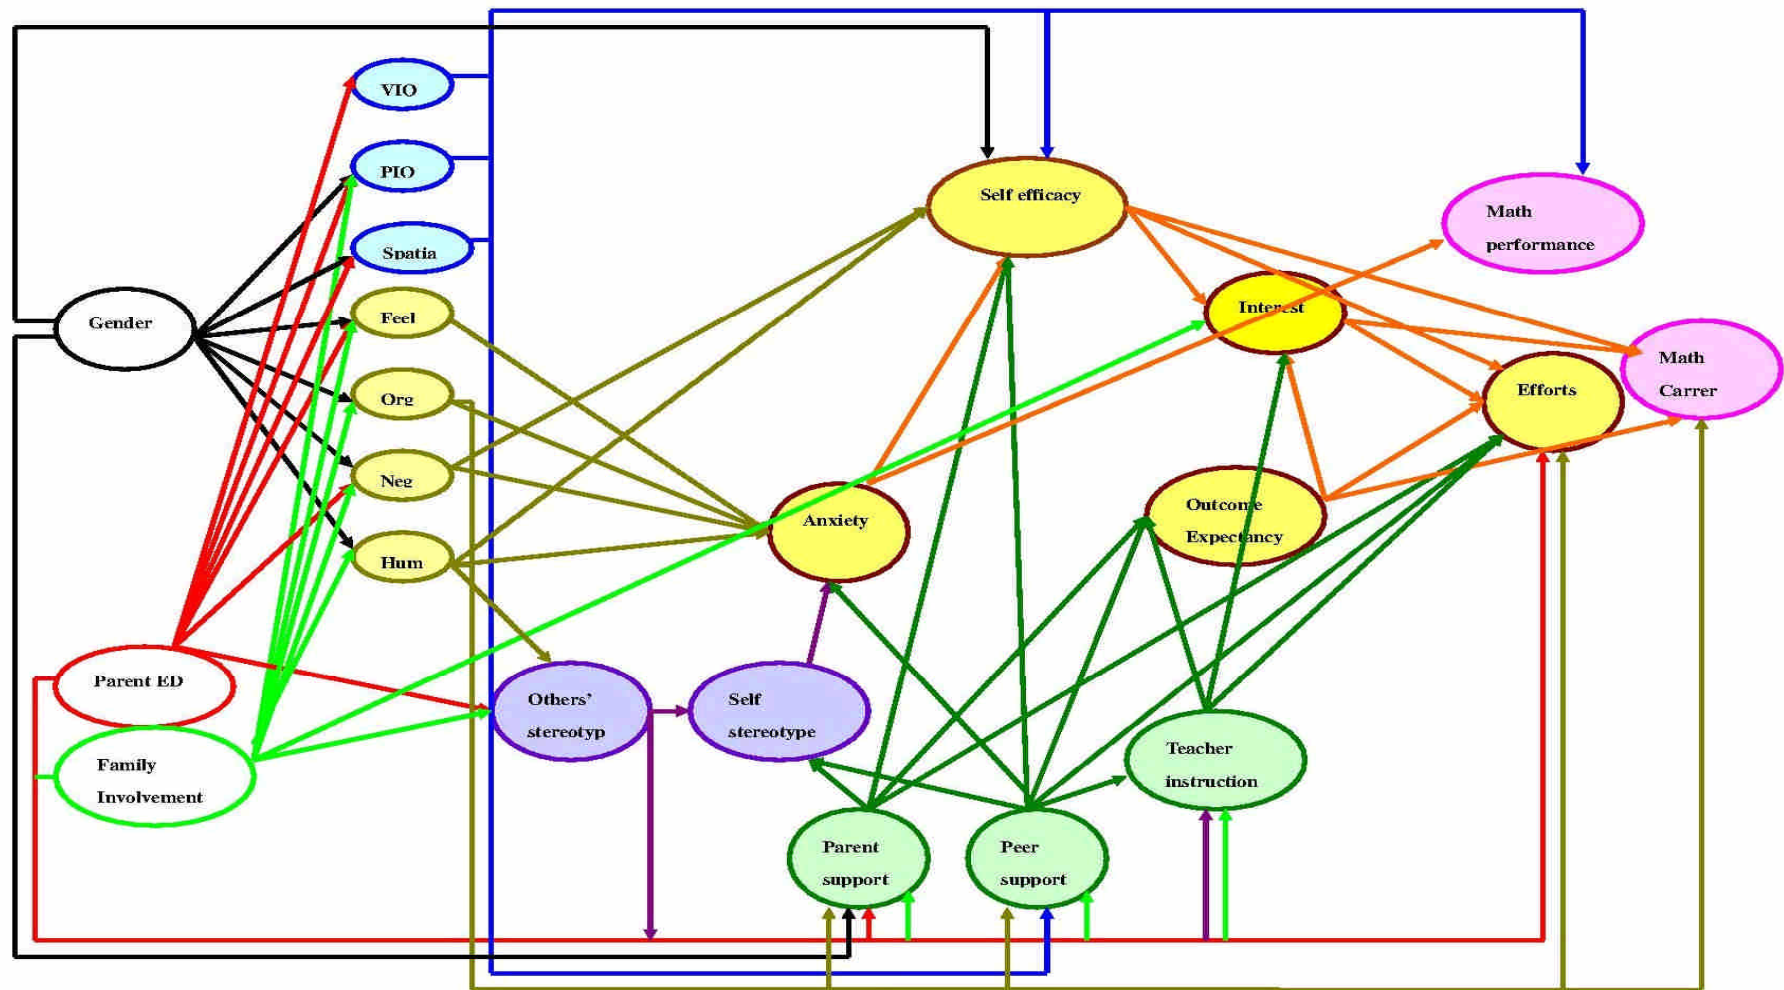 VIO
PIO
Spatia
Gender
Feel
Org
Neg
Hum
Parent ED
Family
Involvement
Self efficacy
Math
performance
Interest
Math
Carrer
Efforts
Anxiety
Outcome
Expectancy
Others’
stereotyp
Self
stereotype
Teacher
instruction
Parent
support
Peer
support